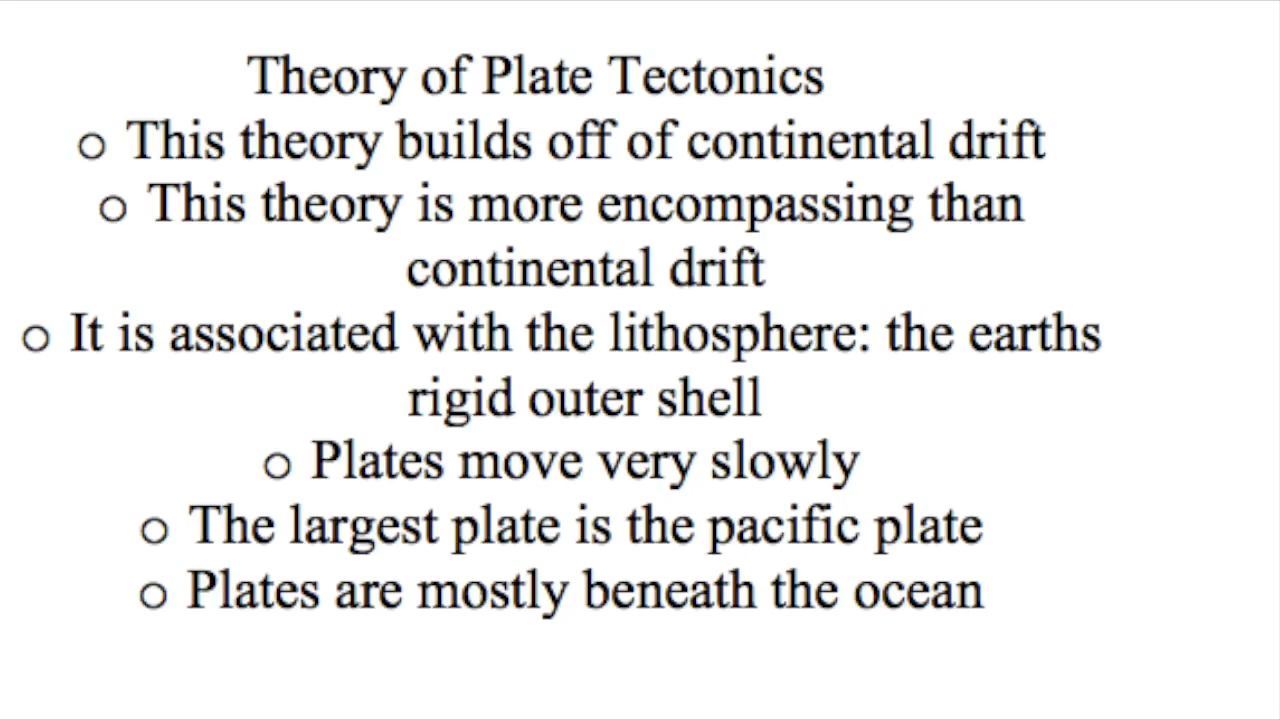 Theory of Plate Tectonics
o This theory builds off of continental drift
o This theory is more encompassing than
continental drift
o It is associated with the lithosphere: the earths
rigid outer shell
o Plates move very slowly
o The largest plate is the pacific plate
o Plates are mostly beneath the ocean